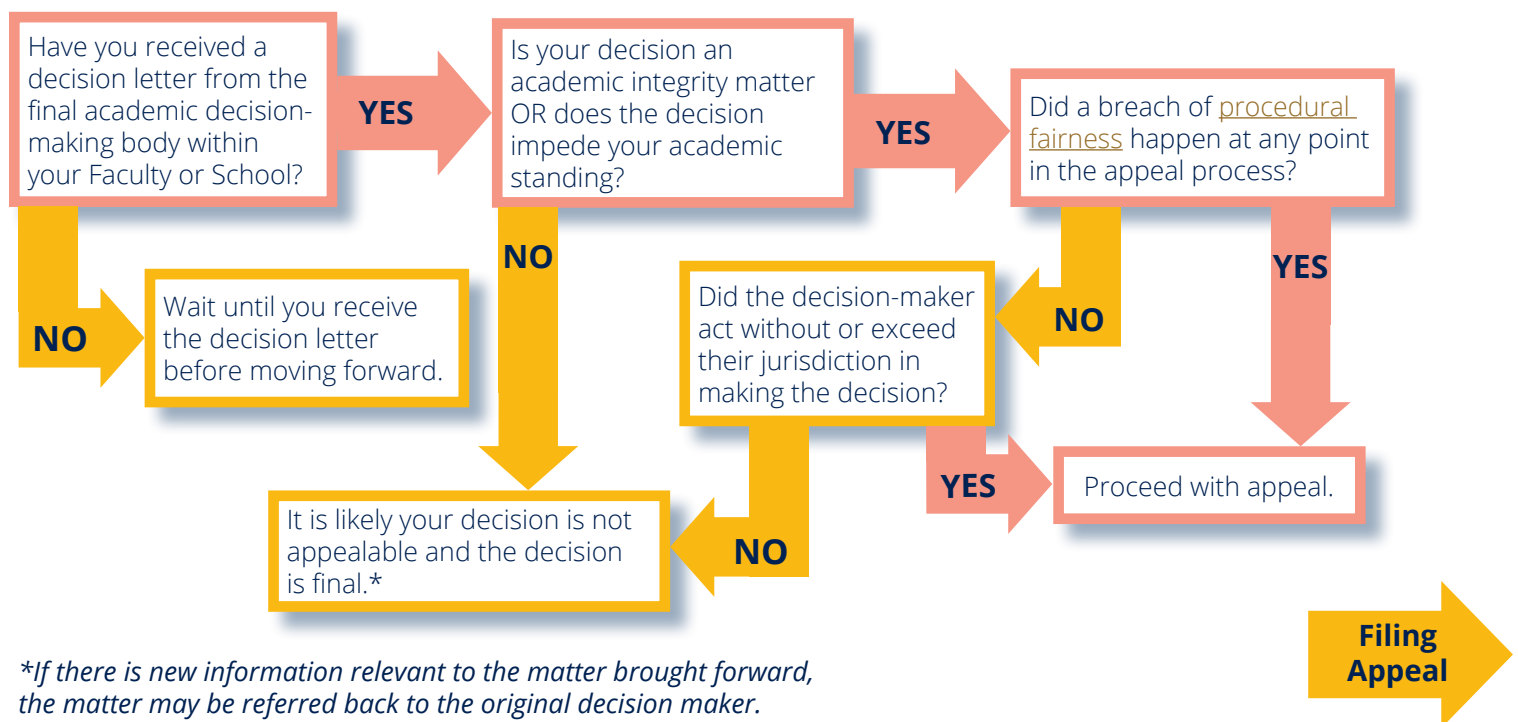 Have you received a
decision letter from the
final academic decision-
making body within
your Faculty or School?
YES
Is your decision an
academic integrity matter
OR does the decision
impede your academic
standing?
YES
Did a breach of procedural
fairness happen at any point
in the appeal process?
NO
Wait until you receive
the decision letter
before moving forward.
NO
Did the decision-maker
act without or exceed
their jurisdiction in
making the decision?
NO
YES
It is likely your decision is not
appealable and the decision
is final.*
NO
YES
Proceed with appeal.
*If there is new information relevant to the matter brought forward,
the matter may be referred back to the original decision maker.
Filing
Appeal